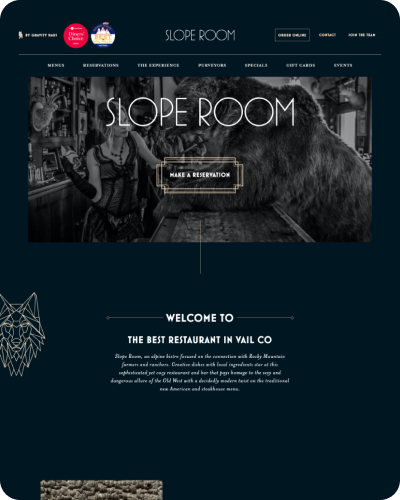 BY GRAVITY HAUS
Diners' Choice
SLOPE ROOM
ORDER ONLINE
CONTACT
JOIN THE TEAM
MENUS
RESERVATIONS
THE EXPERIENCE
PURVEYORS
SPECIALS
GIFT CARDS
EVENTS
SLOPE ROOM
MAKE A RESERVATION
WELCOME TO
THE BEST RESTAURANT IN VAIL CO
Slope Room, an alpine bistro focused on the connection with Rocky Mountain
farmers and ranchers. Creative dishes with local ingredients star at this
sophisticated yet cozy restaurant and bar that pays homage to the sexy and
dangerous allure of the Old West with a decidedly modern twist on the traditional
new American and steakhouse menu.